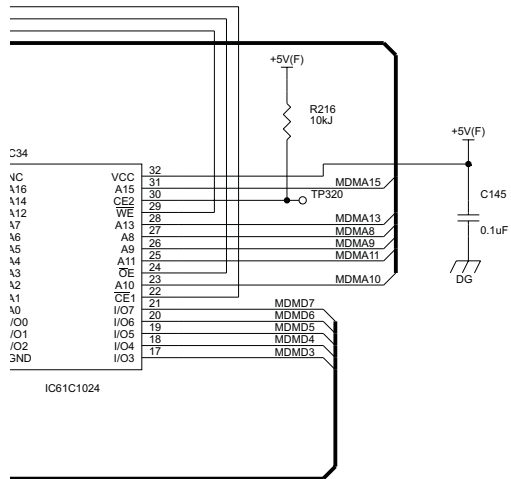 +5V(F)
R216
10kJ
+5V(F)
C34
NC VCC 32
A16 A15 31 MDMA15
A14 CE2 30 TP320
A12 WE 29
A7 A13 28 MDMA13
A6 A8 27 MDMA8
A5 A9 26 MDMA9
A4 A11 25 MDMA11
A3 OE 24
A2 A10 23 MDMA10
A1 CE1 22
A0 I/O7 21 MDMD7
I/O0 I/O6 20 MDMD6
I/O1 I/O5 19 MDMD5
I/O2 I/O4 18 MDMD4
GND I/O3 17 MDMD3
C145
0.1uF
DG
IC61C1024